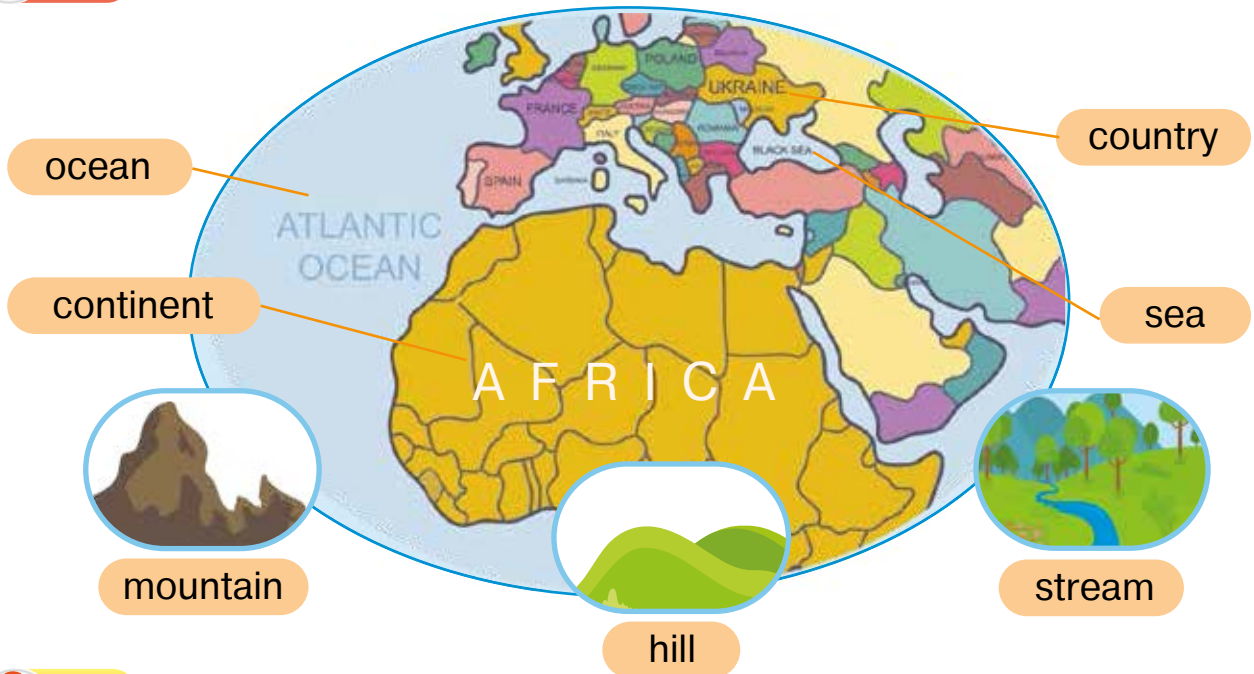 POLAND
UKRAINE
FRANCE
ITALY
BLACK SEA
SPAIN
country
ocean
ATLANTIC
OCEAN
continent
sea
AFRICA
mountain
stream
hill